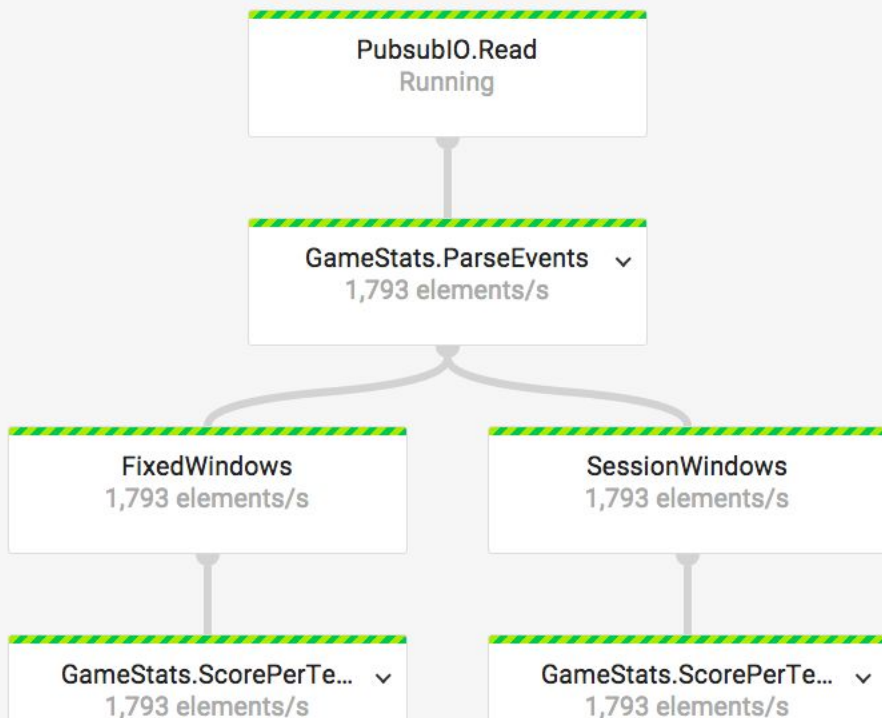 PubsubIO.Read
Running
GameStats.ParseEvents
1,793 elements/s
FixedWindows
1,793 elements/s
SessionWindows
1,793 elements/s
GameStats.ScorePerTe...
1,793 elements/s
GameStats.ScorePerTe...
1,793 elements/s